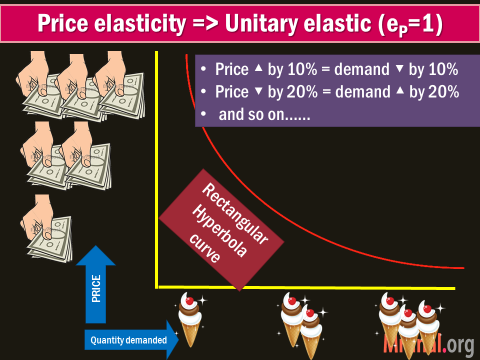 Price elasticity => Unitary elastic (eP=1)
• Price ▲ by 10% = demand ▼ by 10%
• Price ▼ by 20% = demand ▲ by 20%
• and so on……
Rectangular
Hyperbola
curve
PRICE
Quantity demanded
.org